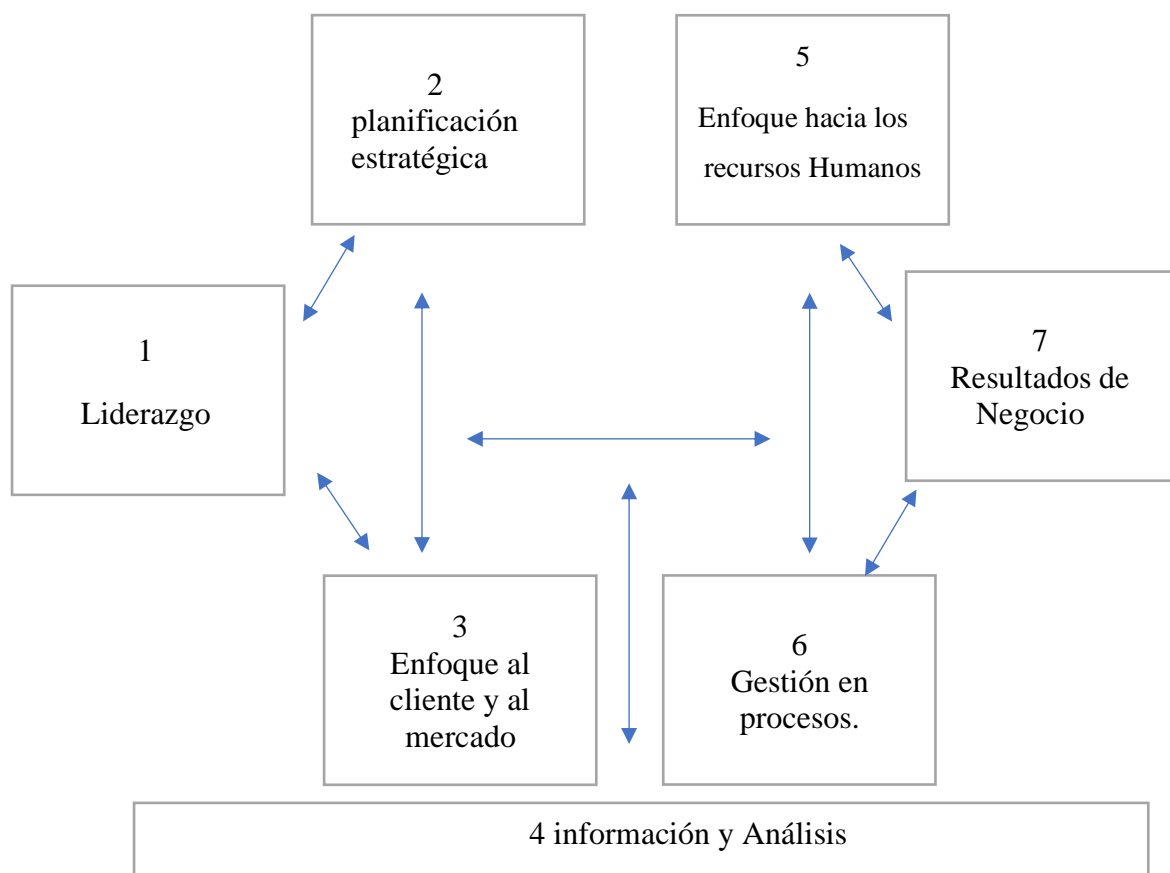 1
Liderazgo
2
planificación
estratégica
3
Enfoque al
cliente y al
mercado
4 información y Análisis
5
Enfoque hacia los
recursos Humanos
6
Gestión en
procesos.
7
Resultados de
Negocio